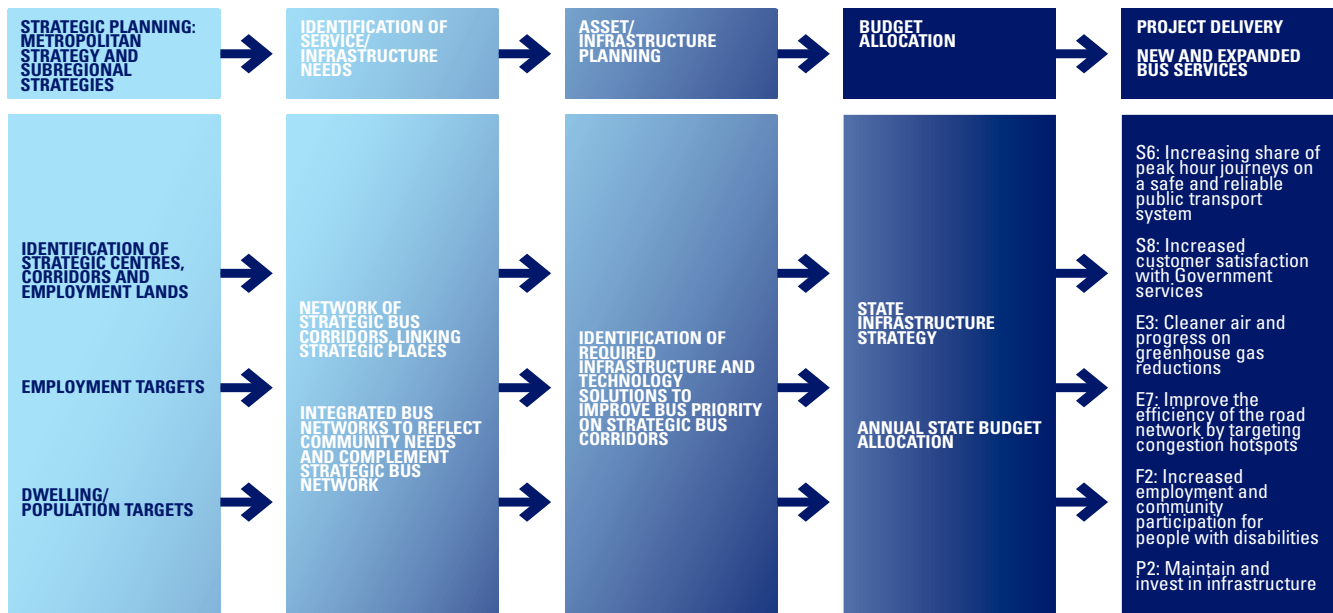 STRATEGIC PLANNING:
METROPOLITAN
STRATEGY AND
SUBREGIONAL
STRATEGIES
IDENTIFICATION OF
SERVICE/
INFRASTRUCTURE
NEEDS
ASSET/
INFRASTRUCTURE
PLANNING
BUDGET
ALLOCATION
PROJECT DELIVERY
NEW AND EXPANDED
BUS SERVICES
IDENTIFICATION OF
STRATEGIC CENTRES,
CORRIDORS AND
EMPLOYMENT LANDS
EMPLOYMENT TARGETS
DWELLING/
POPULATION TARGETS
NETWORK OF
STRATEGIC BUS
CORRIDORS, LINKING
STRATEGIC PLACES
INTEGRATED BUS
NETWORKS TO REFLECT
COMMUNITY NEEDS
AND COMPLEMENT
STRATEGIC BUS
NETWORK
IDENTIFICATION OF
REQUIRED
INFRASTRUCTURE AND
TECHNOLOGY
SOLUTIONS TO
IMPROVE BUS PRIORITY
ON STRATEGIC BUS
CORRIDORS
STATE
INFRASTRUCTURE
STRATEGY
ANNUAL STATE BUDGET
ALLOCATION
S6: Increasing share of
peak hour journeys on
a safe and reliable
public transport
system
S8: Increased
customer satisfaction
with Government
services
E3: Cleaner air and
progress on
greenhouse gas
reductions
E7: Improve the
efficiency of the road
network by targeting
congestion hotspots
F2: Increased
employment and
community
participation for
people with disabilities
P2: Maintain and
invest in infrastructure